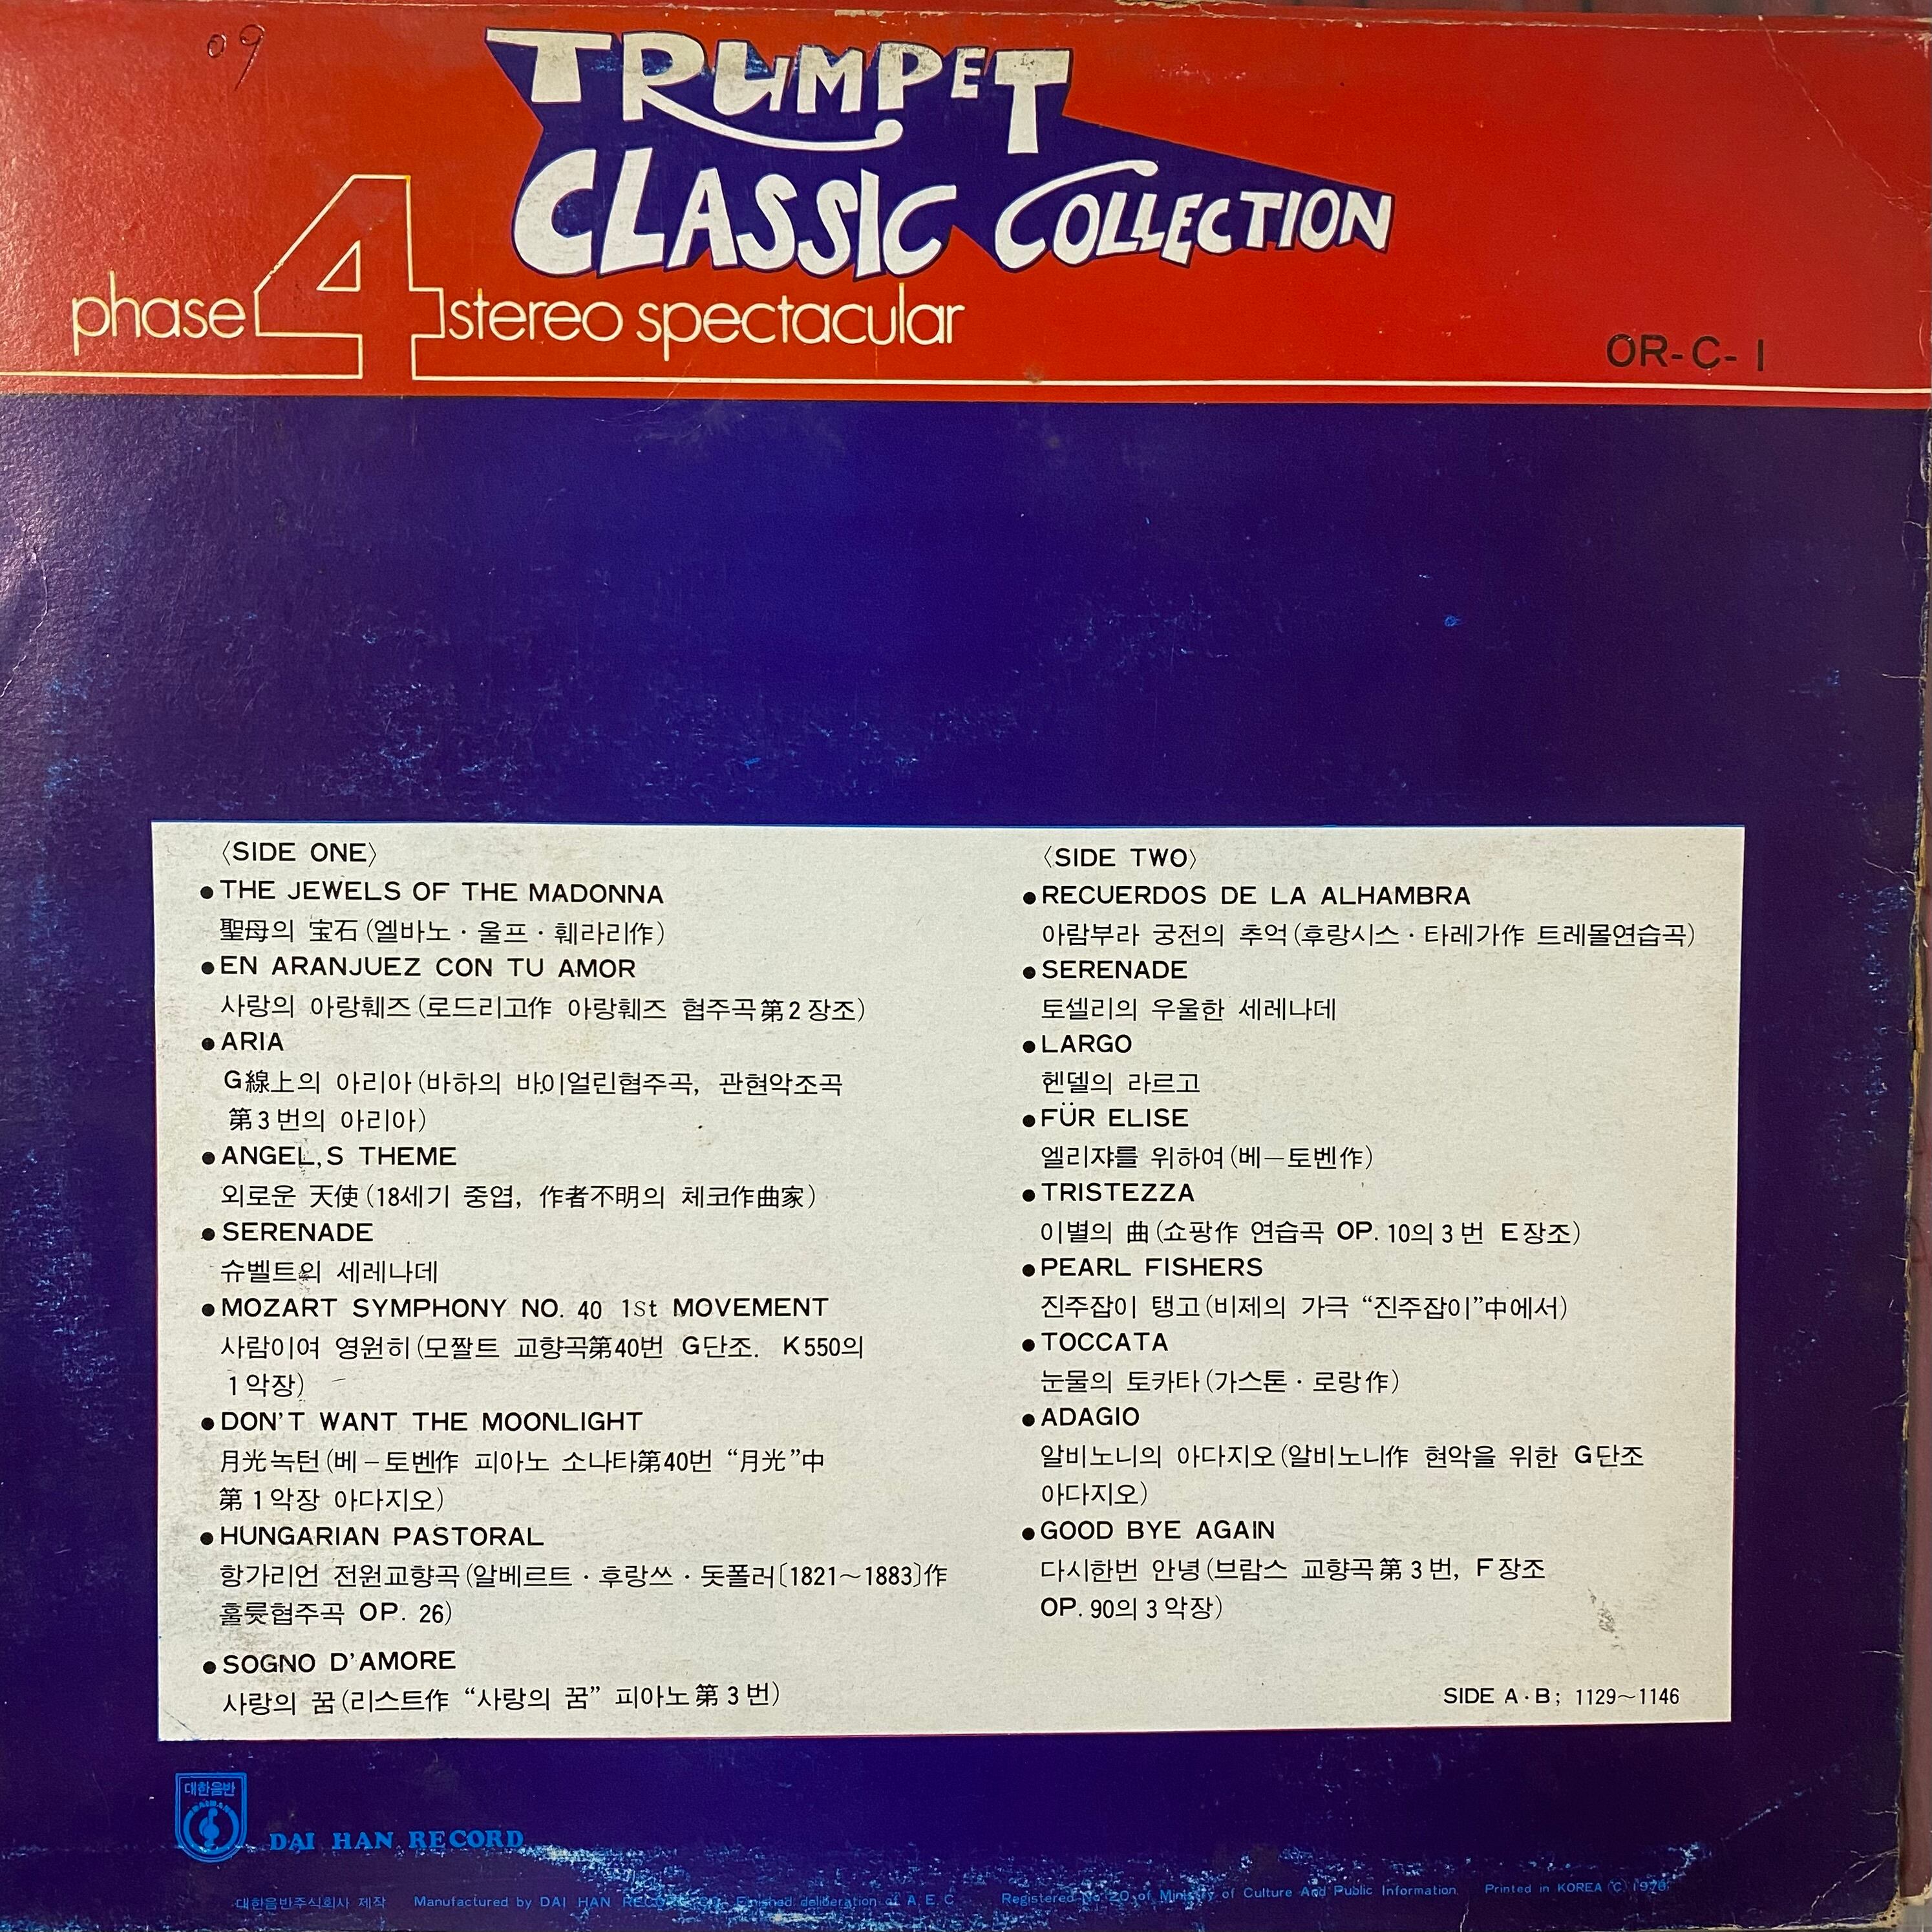 09
TRUMPET
CLASSIC COLLECTION
phase 4 stereo spectacular
OR-C-1
〈SIDE ONE〉
●THE JEWELS OF THE MADONNA
聖母의 宝石(엘바노·울프·훼라리作)
●EN ARANJUEZ CON TU AMOR
사랑의 아랑훼즈(로드리고作 아랑훼즈 협주곡第2장조)
●ARIA
G線上의 아리아(바하의 바이얼린협주곡, 관현악조곡
第3번의 아리아)
●ANGEL,S THEME
외로운 天使(18세기 중엽, 作者不明의 체코作曲家)
●SERENADE
슈벨트의 세레나데
●MOZART SYMPHONY NO. 40 1St MOVEMENT
사람이여 영원히(모짤트 교향곡第40번 G단조. K550의
1악장)
●DON'T WANT THE MOONLIGHT
月光녹턴(베-토벤作 피아노 소나타第40번 “月光”中
第1악장 아다지오)
●HUNGARIAN PASTORAL
항가리언 전원교향곡(알베르트·후랑쓰·돗폴러〔1821~1883〕作
훌륫협주곡 OP. 26)
●SOGNO D'AMORE
사랑의 꿈(리스트作 “사랑의 꿈” 피아노第3번)
〈SIDE TWO〉
●RECUERDOS DE LA ALHAMBRA
아람부라 궁전의 추억(후랑시스·타레가作 트레몰연습곡)
●SERENADE
토셀리의 우울한 세레나데
●LARGO
헨델의 라르고
●FÜR ELISE
엘리쟈를 위하여(베-토벤作)
●TRISTEZZA
이별의 曲(쇼팡作 연습곡 OP. 10의 3번 E장조)
●PEARL FISHERS
진주잡이 탱고(비제의 가극 “진주잡이”中에서)
●TOCCATA
눈물의 토카타(가스톤·로랑作)
●ADAGIO
알비노니의 아다지오(알비노니作 현악을 위한 G단조
아다지오)
●GOOD BYE AGAIN
다시한번 안녕(브람스 교향곡第3번, F장조
OP. 90의 3악장)
SIDE A·B; 1129~1146
대한음반
DAI HAN RECORD
대한음반주식회사 제작 Manufactured by DAI HAN Finished deliberation of A.E.C Registered No. 20 of Ministry of Culture And Public Information Printed in KOREA (C)